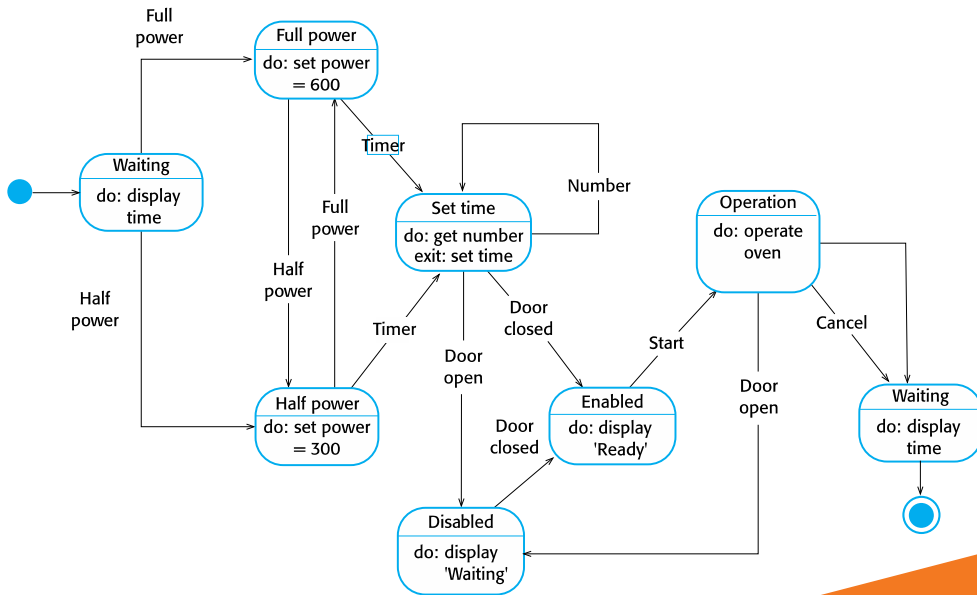 Full
power
Full power
do: set power
= 600
Timer
Waiting
do: display
time
Full
power
Number
Set time
do: get number
exit: set time
Operation
do: operate
oven
Half
power
Half
power
Timer
Door
closed
Door
open
Start
Cancel
Door
open
Half power
do: set power
= 300
Door
closed
Enabled
do: display
'Ready'
Waiting
do: display
time
Disabled
do: display
'Waiting'